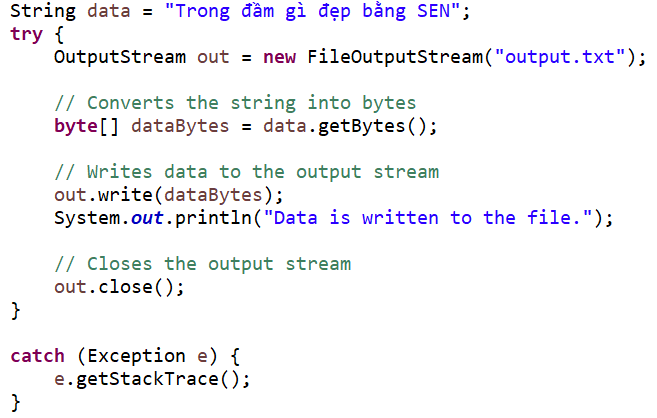 String data = "Trong đầm gì đẹp bằng SEN";
try {
    OutputStream out = new FileOutputStream("output.txt");

    // Converts the string into bytes
    byte[] dataBytes = data.getBytes();

    // Writes data to the output stream
    out.write(dataBytes);
    System.out.println("Data is written to the file.");

    // Closes the output stream
    out.close();
}

catch (Exception e) {
    e.getStackTrace();
}